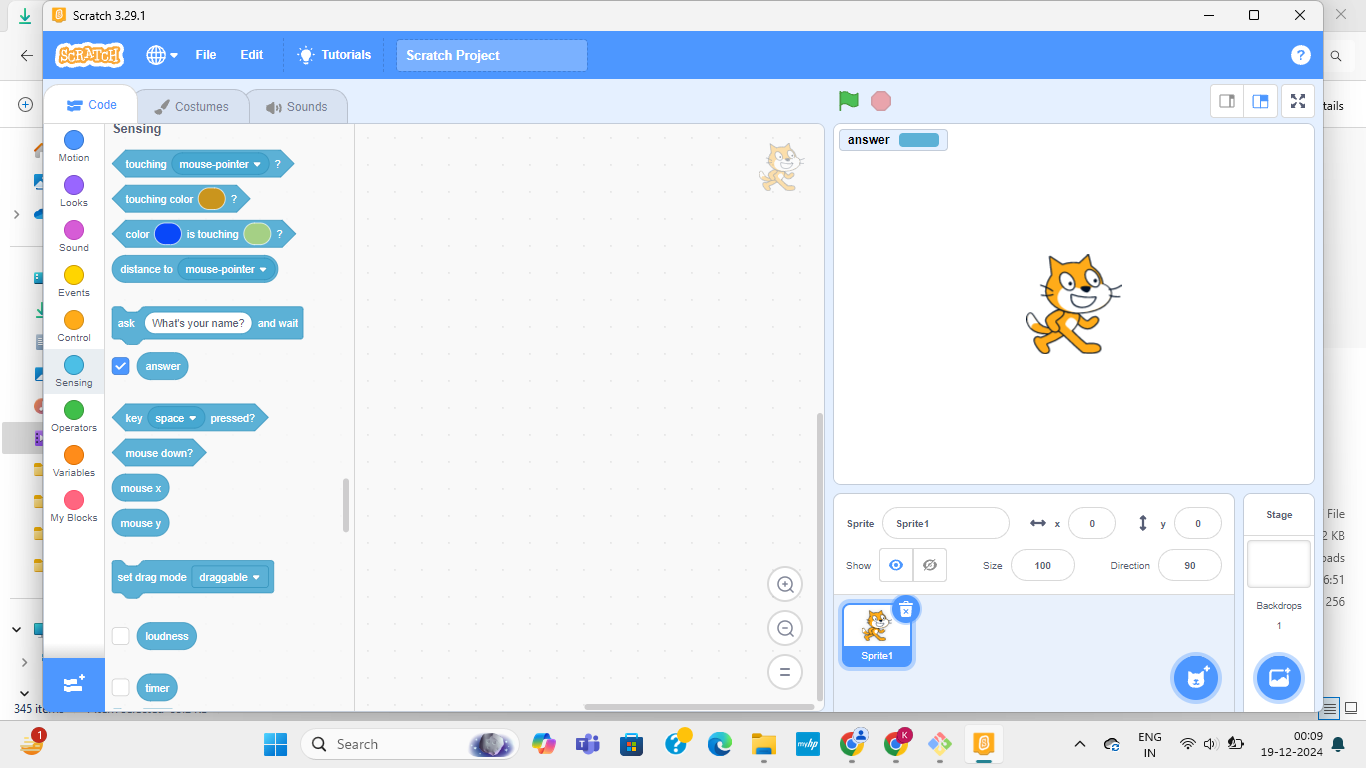 Scratch 3.29.1
SCRATCH
File
Edit
Tutorials
Scratch Project
?
Code
Costumes
Sounds
tails
Motion
Looks
Sound
Events
Control
Sensing
Operators
Variables
My Blocks
Sensing
touching mouse-pointer ?
touching color ?
color is touching ?
distance to mouse-pointer
ask What's your name? and wait
answer
key space pressed?
mouse down?
mouse x
mouse y
set drag mode draggable
loudness
timer
answer
Sprite Sprite1 x 0 y 0
Show Size 100 Direction 90
Sprite1
Stage
Backdrops
1
File
2 KB
oads
6:51
256
345 items
1
Search
myhp
K
ENG
IN
00:09
19-12-2024